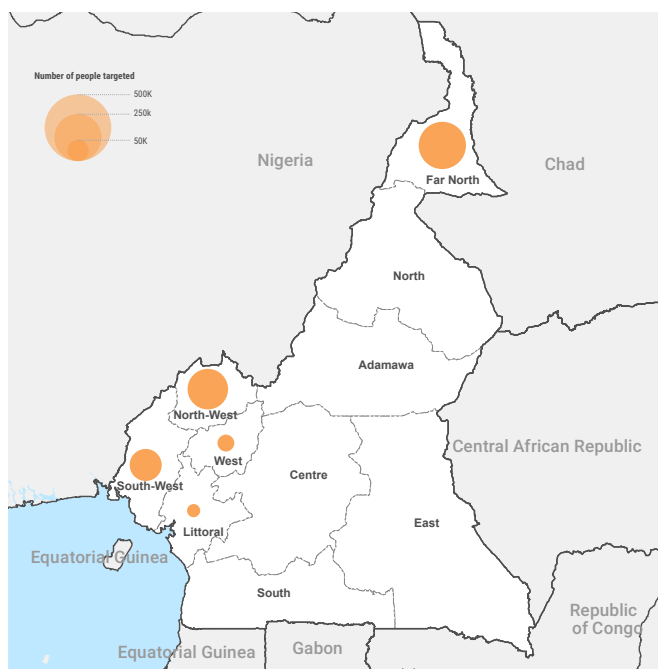 Number of people targeted
500K
250k
50K
Nigeria
Chad
Far North
North
Adamawa
North-West
West
South-West
Centre
Central African Republic
East
Littoral
Equatorial Guinea
South
Republic
of Congo
Equatorial Guinea
Gabon